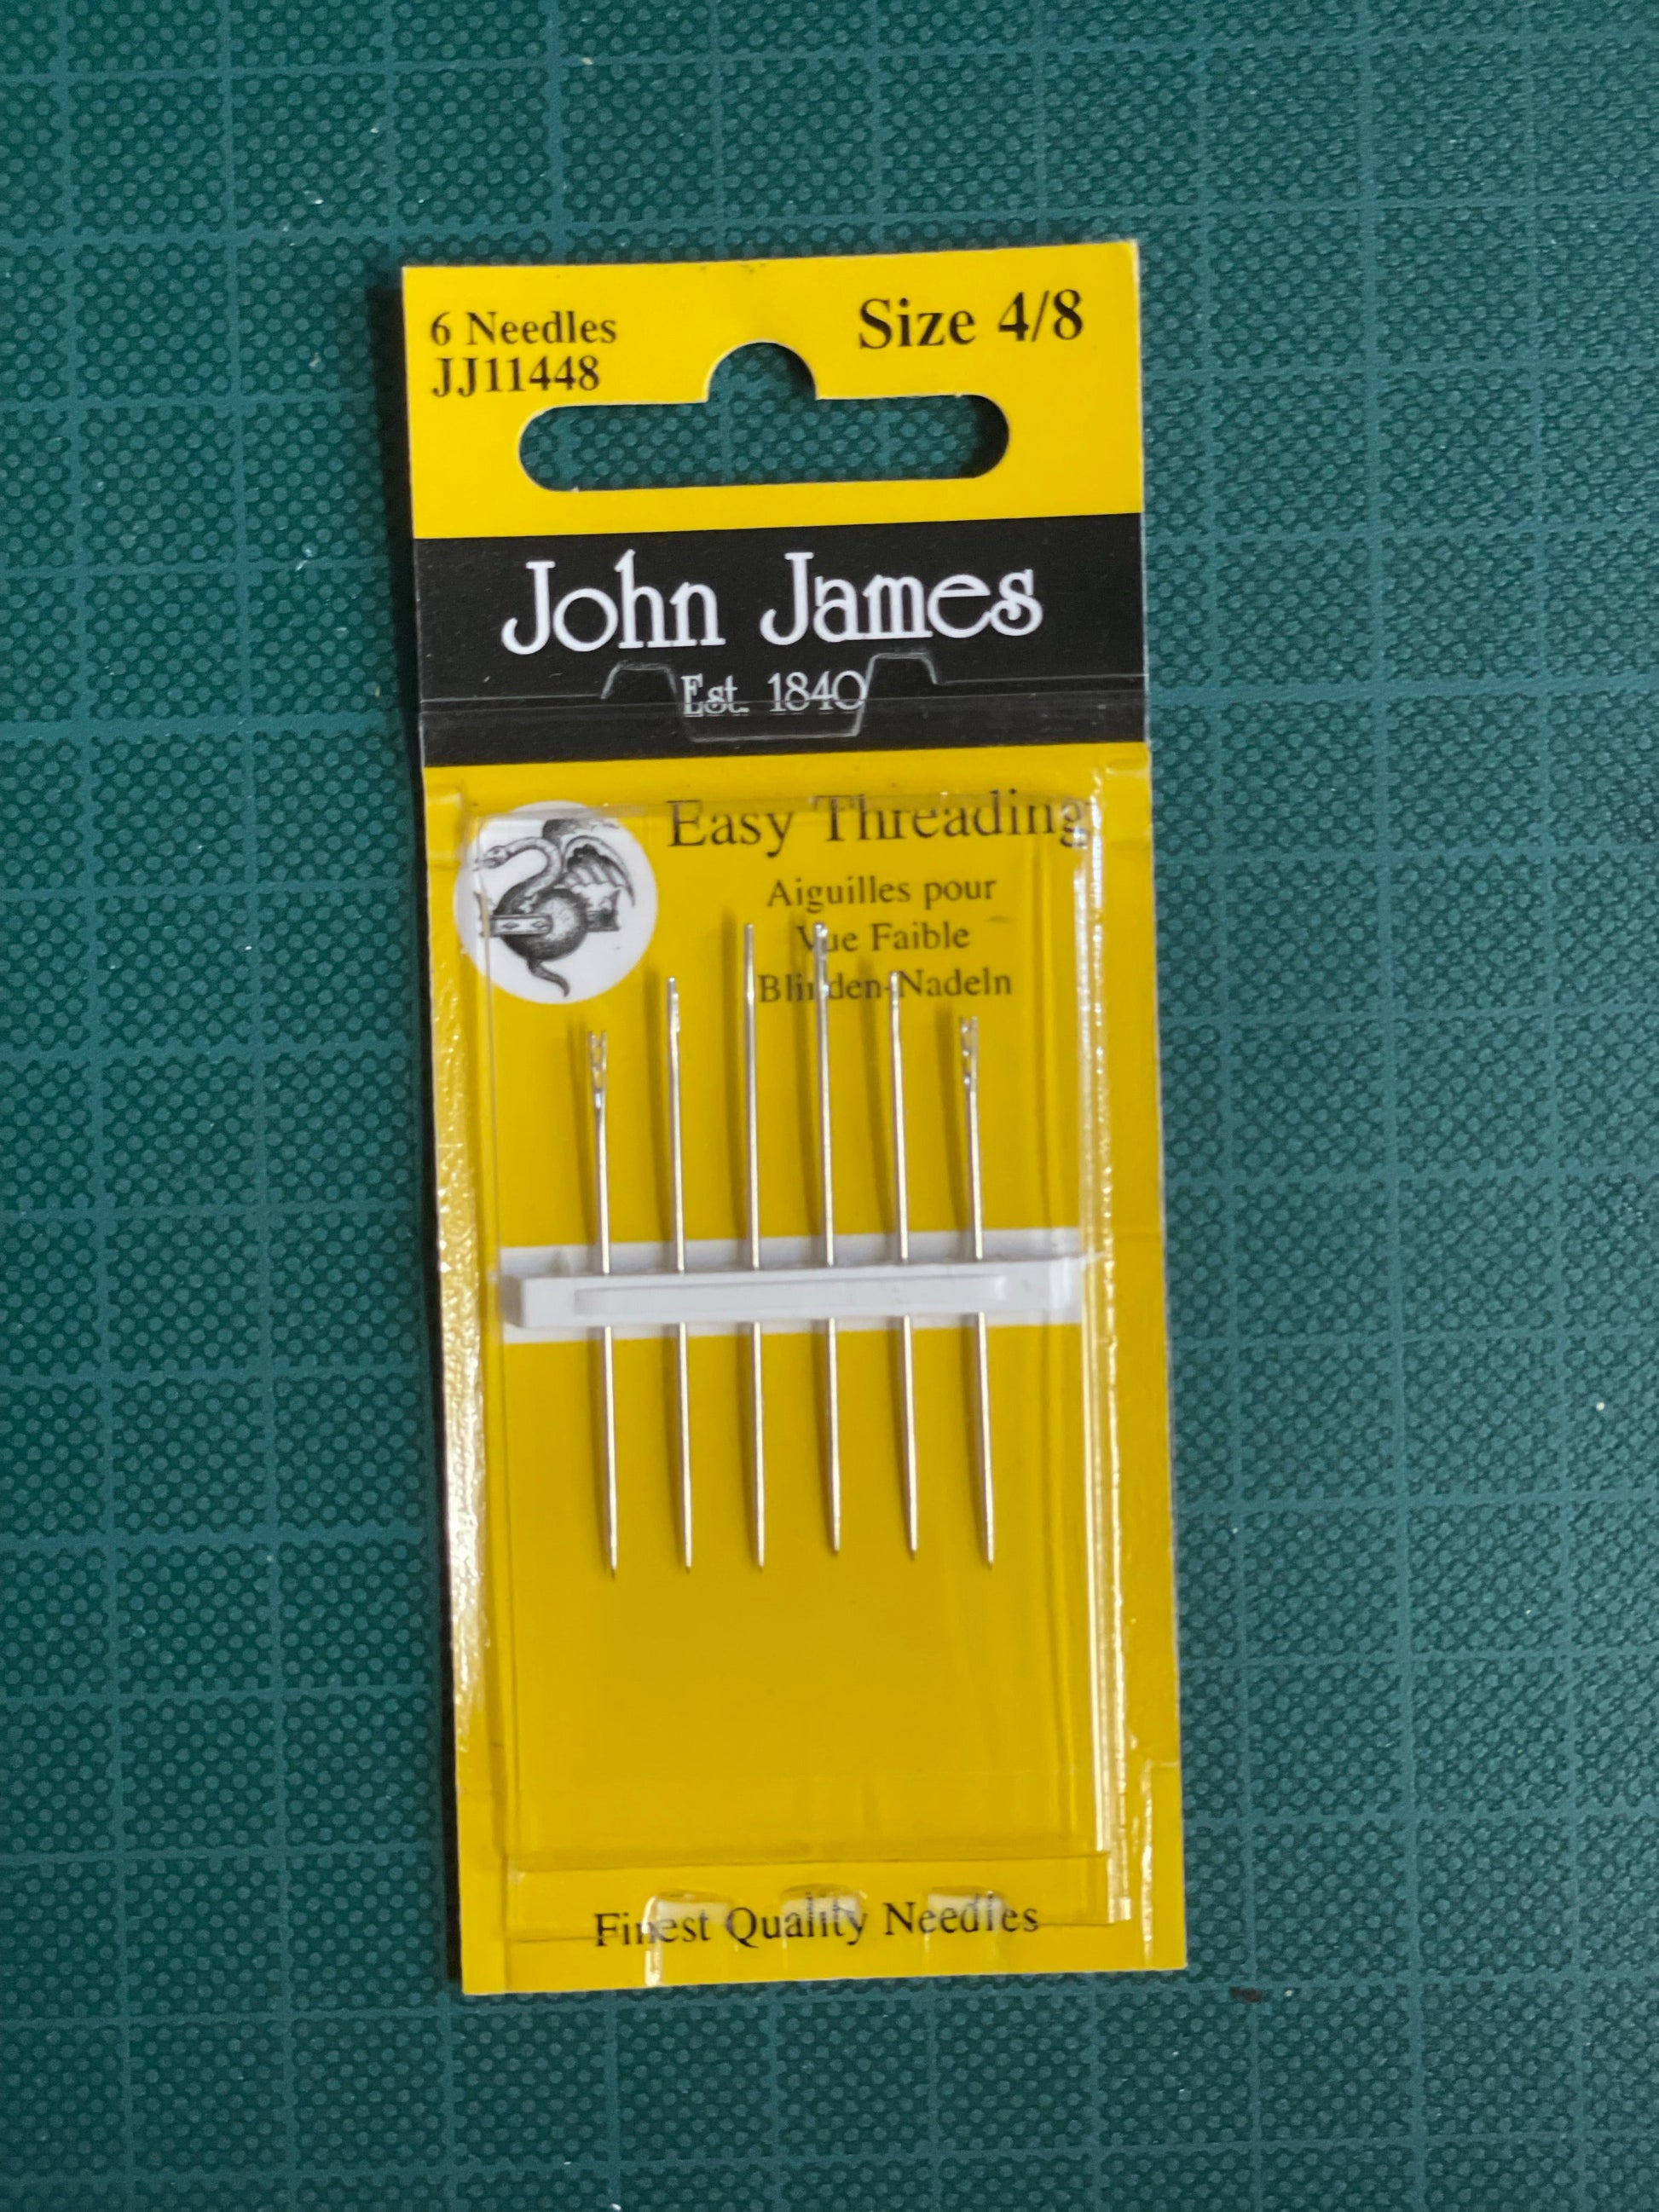 6 Needles
JJ11448
Size 4/8
John James
Est. 1840
Easy Threading
Aiguilles pour
Vue Faible
Blinden-Nadeln
Finest Quality Needles